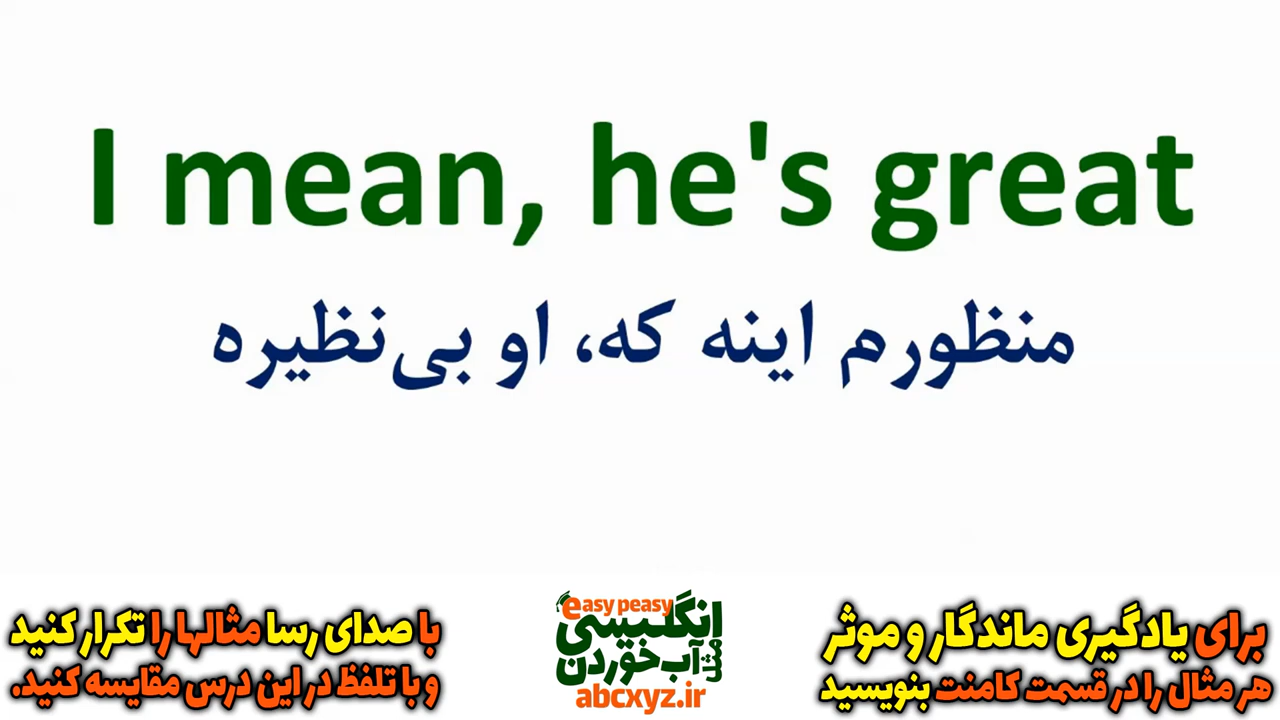 I mean, he's great
منظورم اینه که، او بی‌نظیره
برای یادگیری ماندگار و موثر
هر مثال را در قسمت کامنت بنویسید
easy peasy
انگلیسی
مثل آب خوردن
abcxyz.ir
با صدای رسا مثالها را تکرار کنید
و با تلفظ در این درس مقایسه کنید.